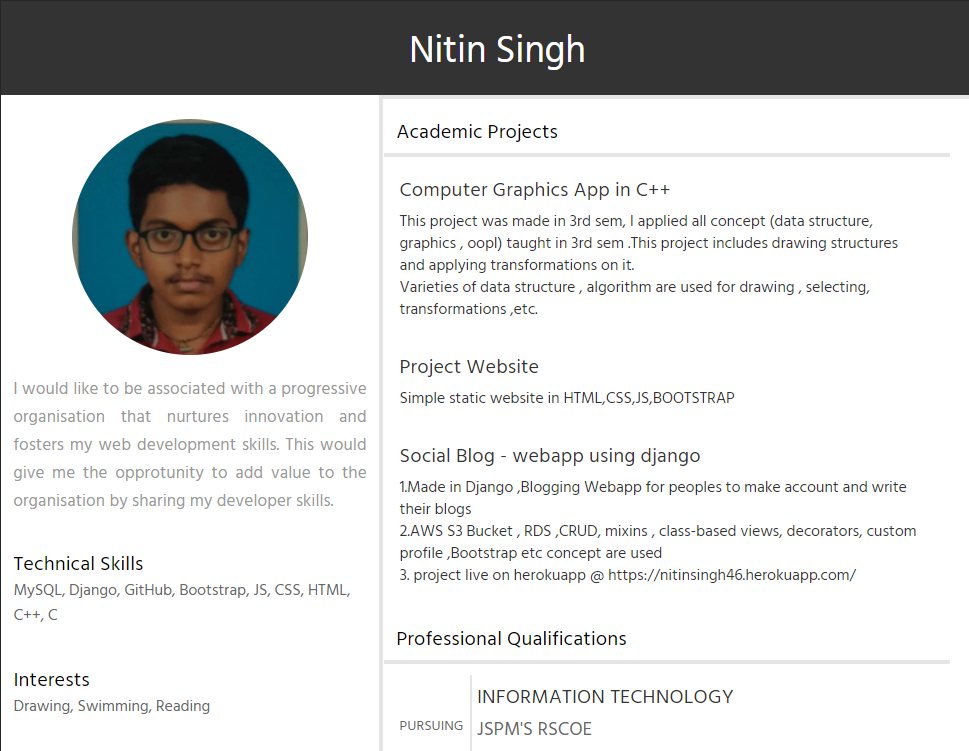 Nitin Singh
I would like to be associated with a progressive
organisation that nurtures innovation and
fosters my web development skills. This would
give me the opprotunity to add value to the
organisation by sharing my developer skills.
Technical Skills
MySQL, Django, GitHub, Bootstrap, JS, CSS, HTML,
C++, C
Interests
Drawing, Swimming, Reading
Academic Projects
Computer Graphics App in C++
This project was made in 3rd sem, I applied all concept (data structure,
graphics , oopl) taught in 3rd sem .This project includes drawing structures
and applying transformations on it.
Varieties of data structure , algorithm are used for drawing , selecting,
transformations ,etc.
Project Website
Simple static website in HTML,CSS,JS,BOOTSTRAP
Social Blog - webapp using django
1.Made in Django ,Blogging Webapp for peoples to make account and write
their blogs
2.AWS S3 Bucket , RDS ,CRUD, mixins , class-based views, decorators, custom
profile ,Bootstrap etc concept are used
3. project live on herokuapp @ https://nitinsingh46.herokuapp.com/
Professional Qualifications
INFORMATION TECHNOLOGY
PURSUING JSPM'S RSCOE